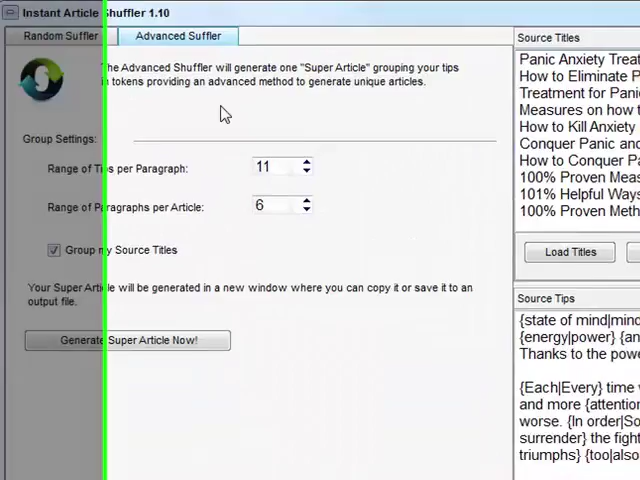 Instant Article Shuffler 1.10
Random Suffler
Advanced Suffler
The Advanced Shuffler will generate one "Super Article" grouping your tips
in tokens providing an advanced method to generate unique articles.
Group Settings:
Range of Tips per Paragraph:
11
Range of Paragraphs per Article:
6
Group my Source Titles
Your Super Article will be generated in a new window where you can copy it or save it to an
output file.
Generate Super Article Now!
Source Titles
Panic Anxiety Treat
How to Eliminate P
Treatment for Panic
Measures on how t
How to Kill Anxiety
Conquer Panic and
How to Conquer Pa
100% Proven Meas
101% Helpful Ways
100% Proven Meth
Load Titles
Source Tips
{state of mind|mind
{energy|power} {an
Thanks to the powe
{Each|Every} time
and more {attention
worse. {In order|So
surrender} the fight
triumphs} {too|also